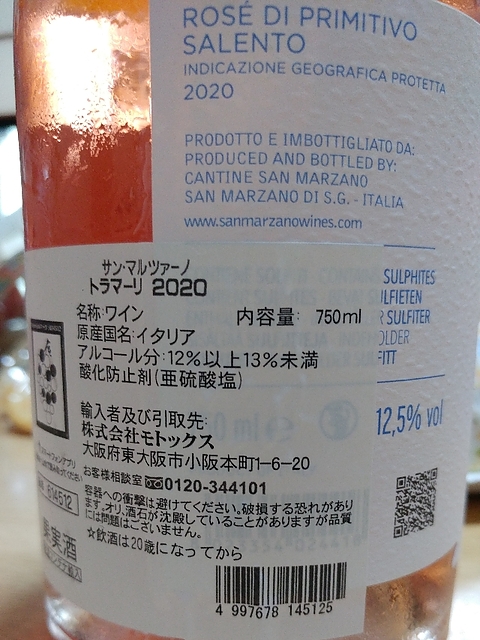 ROSÉ DI PRIMITIVO
SALENTO
INDICAZIONE GEOGRAFICA PROTETTA
2020
PRODOTTO E IMBOTTIGLIATO DA:
PRODUCED AND BOTTLED BY:
CANTINE SAN MARZANO
SAN MARZANO DI S.G. - ITALIA
www.sanmarzanowines.com
SULPHITES
SULFIETEN
R SULFITER
OLDER
FITT
12,5% vol
サン・マルツァーノ
トラマーリ 2020
名称:ワイン 内容量: 750ml
原産国名:イタリア
アルコール分:12%以上13%未満
酸化防止剤(亜硫酸塩)
輸入者及び引取先:
株式会社モトックス
大阪府東大阪市小阪本町1-6-20
お客様相談室 0120-344101
容器への衝撃は避けてください。破損する恐れがあり
ます。オリ、酒石が沈殿していることがありますが品質
には問題はございません。
☆飲酒は20歳になってから
果実酒
4 997678 145125